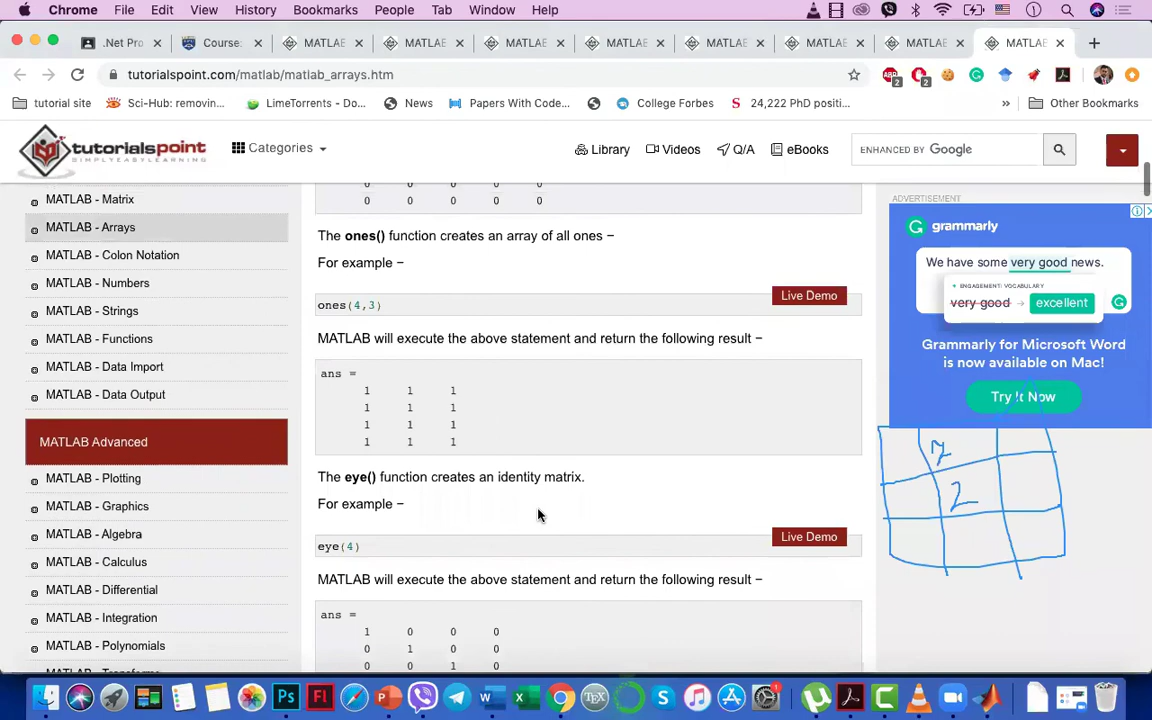 Chrome File Edit View History Bookmarks People Tab Window Help
.Net Pro Course: MATLAB MATLAB MATLAB MATLAB MATLAB MATLAB MATLAB MATLAB
tutorialspoint.com/matlab/matlab_arrays.htm
tutorial site Sci-Hub: removin... LimeTorrents - Do... News Papers With Code... College Forbes 24,222 PhD positi... » Other Bookmarks
tutorialspoint
SIMPLYEASYLEARNING
Categories
Library Videos Q/A eBooks
ENHANCED BY Google
MATLAB - Matrix
MATLAB - Arrays
MATLAB - Colon Notation
MATLAB - Numbers
MATLAB - Strings
MATLAB - Functions
MATLAB - Data Import
MATLAB - Data Output
MATLAB Advanced
MATLAB - Plotting
MATLAB - Graphics
MATLAB - Algebra
MATLAB - Calculus
MATLAB - Differential
MATLAB - Integration
MATLAB - Polynomials
MATLAB - Transforms
0 0 0 0 0
0 0 0 0 0
The ones() function creates an array of all ones −
For example −
Live Demo
ones(4,3)
MATLAB will execute the above statement and return the following result −
ans =
1 1 1
1 1 1
1 1 1
1 1 1
The eye() function creates an identity matrix.
For example −
Live Demo
eye(4)
MATLAB will execute the above statement and return the following result −
ans =
1 0 0 0
0 1 0 0
0 0 1 0
ADVERTISEMENT
grammarly
We have some very good news.
ENGAGEMENT: VOCABULARY
very good → excellent
Grammarly for Microsoft Word
is now available on Mac!
Try It Now
2